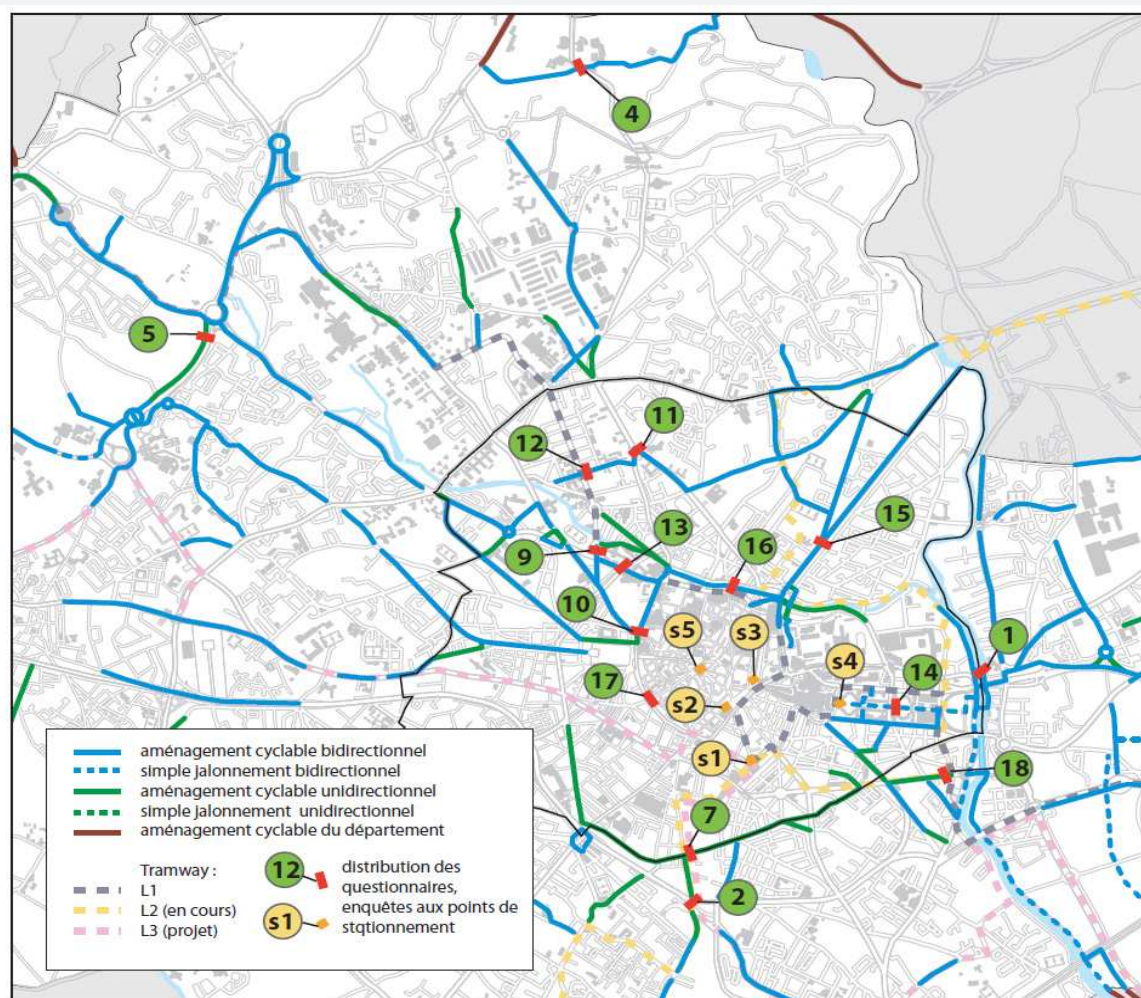 4
5
11
12
13
15
9
16
10
s5
s3
s4
1
14
17
s2
s1
18
7
2
aménagement cyclable bidirectionnel
simple jalonnement bidirectionnel
aménagement cyclable unidirectionnel
simple jalonnement unidirectionnel
aménagement cyclable du département
Tramway :
L1
L2 (en cours)
L3 (projet)
12
distribution des
questionnaires,
enquêtes aux points de
stqtionnement
s1